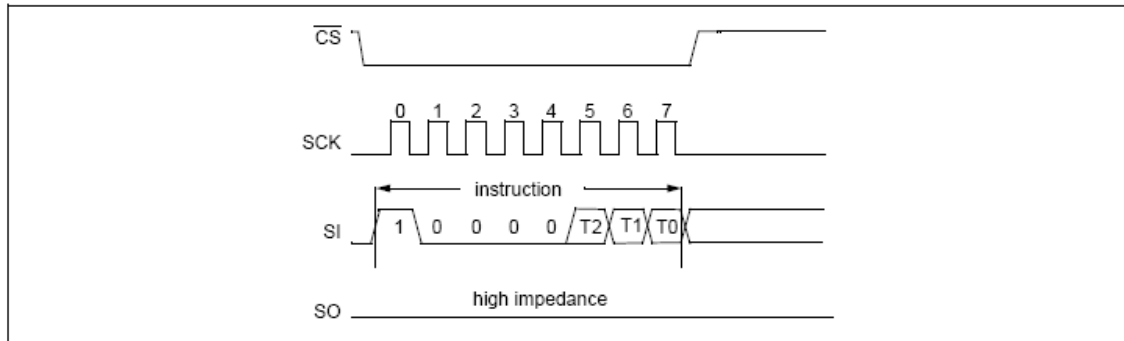 CS
0 1 2 3 4 5 6 7
SCK
instruction
SI 1 0 0 0 0 T2 T1 T0
high impedance
SO